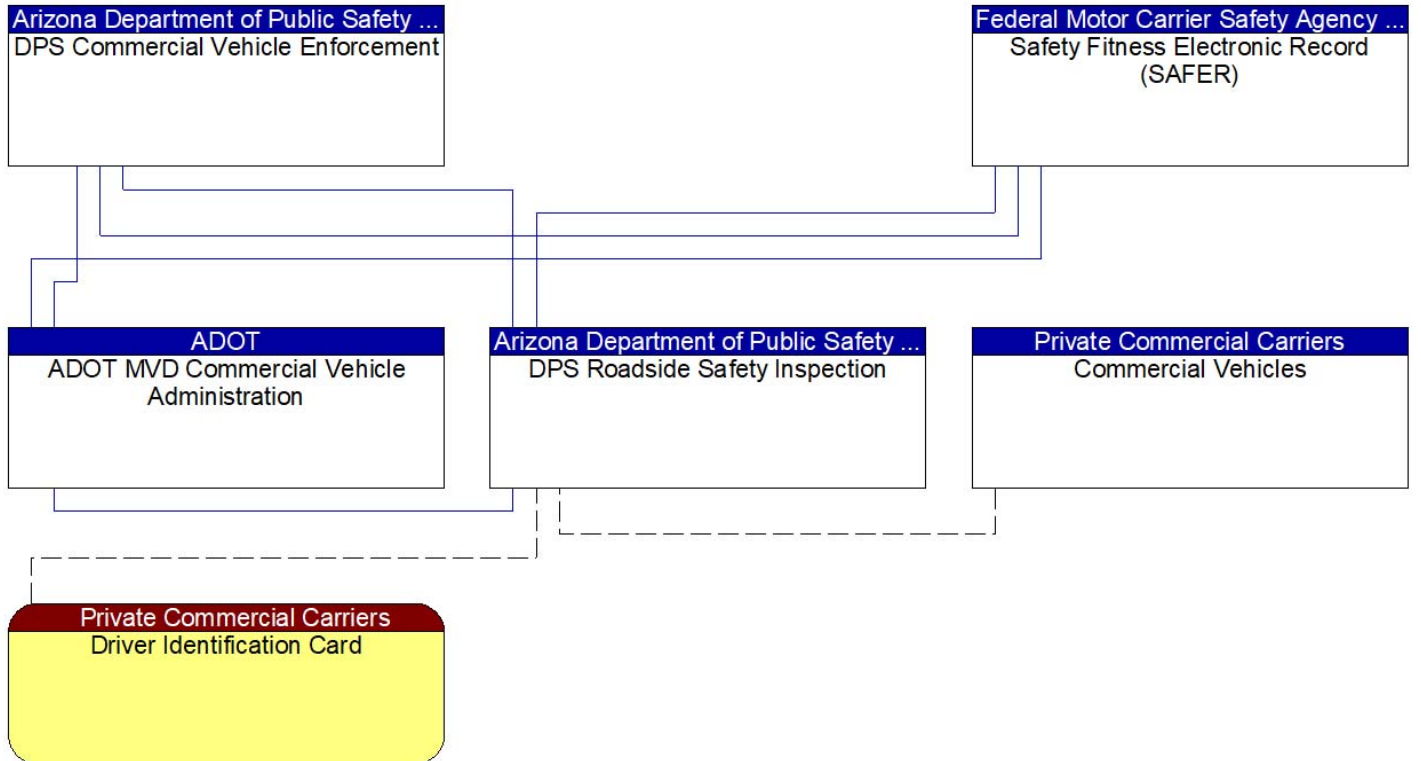 Arizona Department of Public Safety ...
DPS Commercial Vehicle Enforcement
Federal Motor Carrier Safety Agency ...
Safety Fitness Electronic Record
(SAFER)
ADOT
ADOT MVD Commercial Vehicle
Administration
Arizona Department of Public Safety ...
DPS Roadside Safety Inspection
Private Commercial Carriers
Commercial Vehicles
Private Commercial Carriers
Driver Identification Card